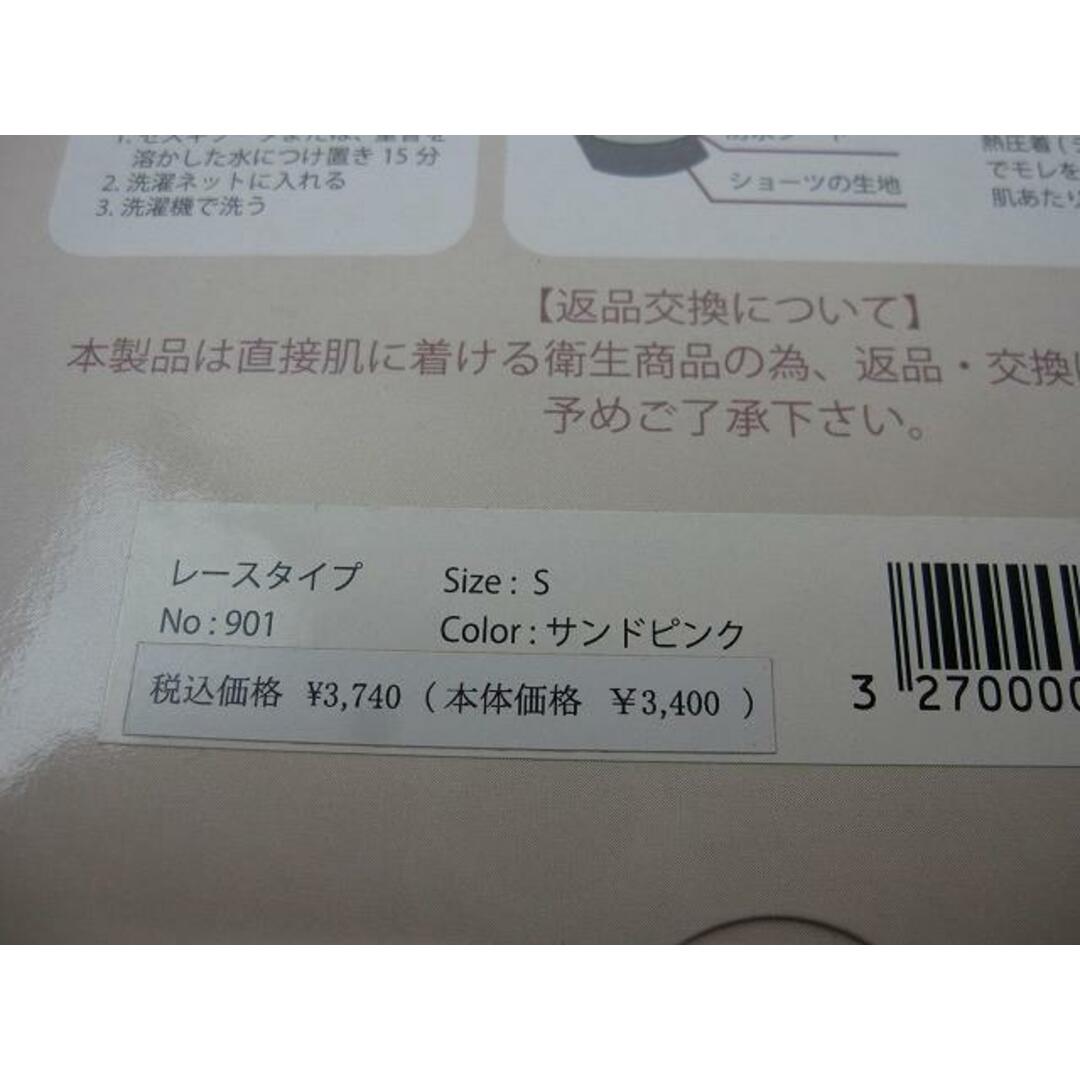 溶かした水につけ置き 15 分
2. 洗濯ネットに入れる
3. 洗濯機で洗う
ショーツの生地
熱圧着
でモレを
肌あたり
【返品交換について】
本製品は直接肌に着ける衛生商品の為、返品・交換
予めご了承下さい。
レースタイプ
Size : S
No : 901
Color : サンドピンク
税込価格 ¥3,740 ( 本体価格 ¥3,400 )
3 270000